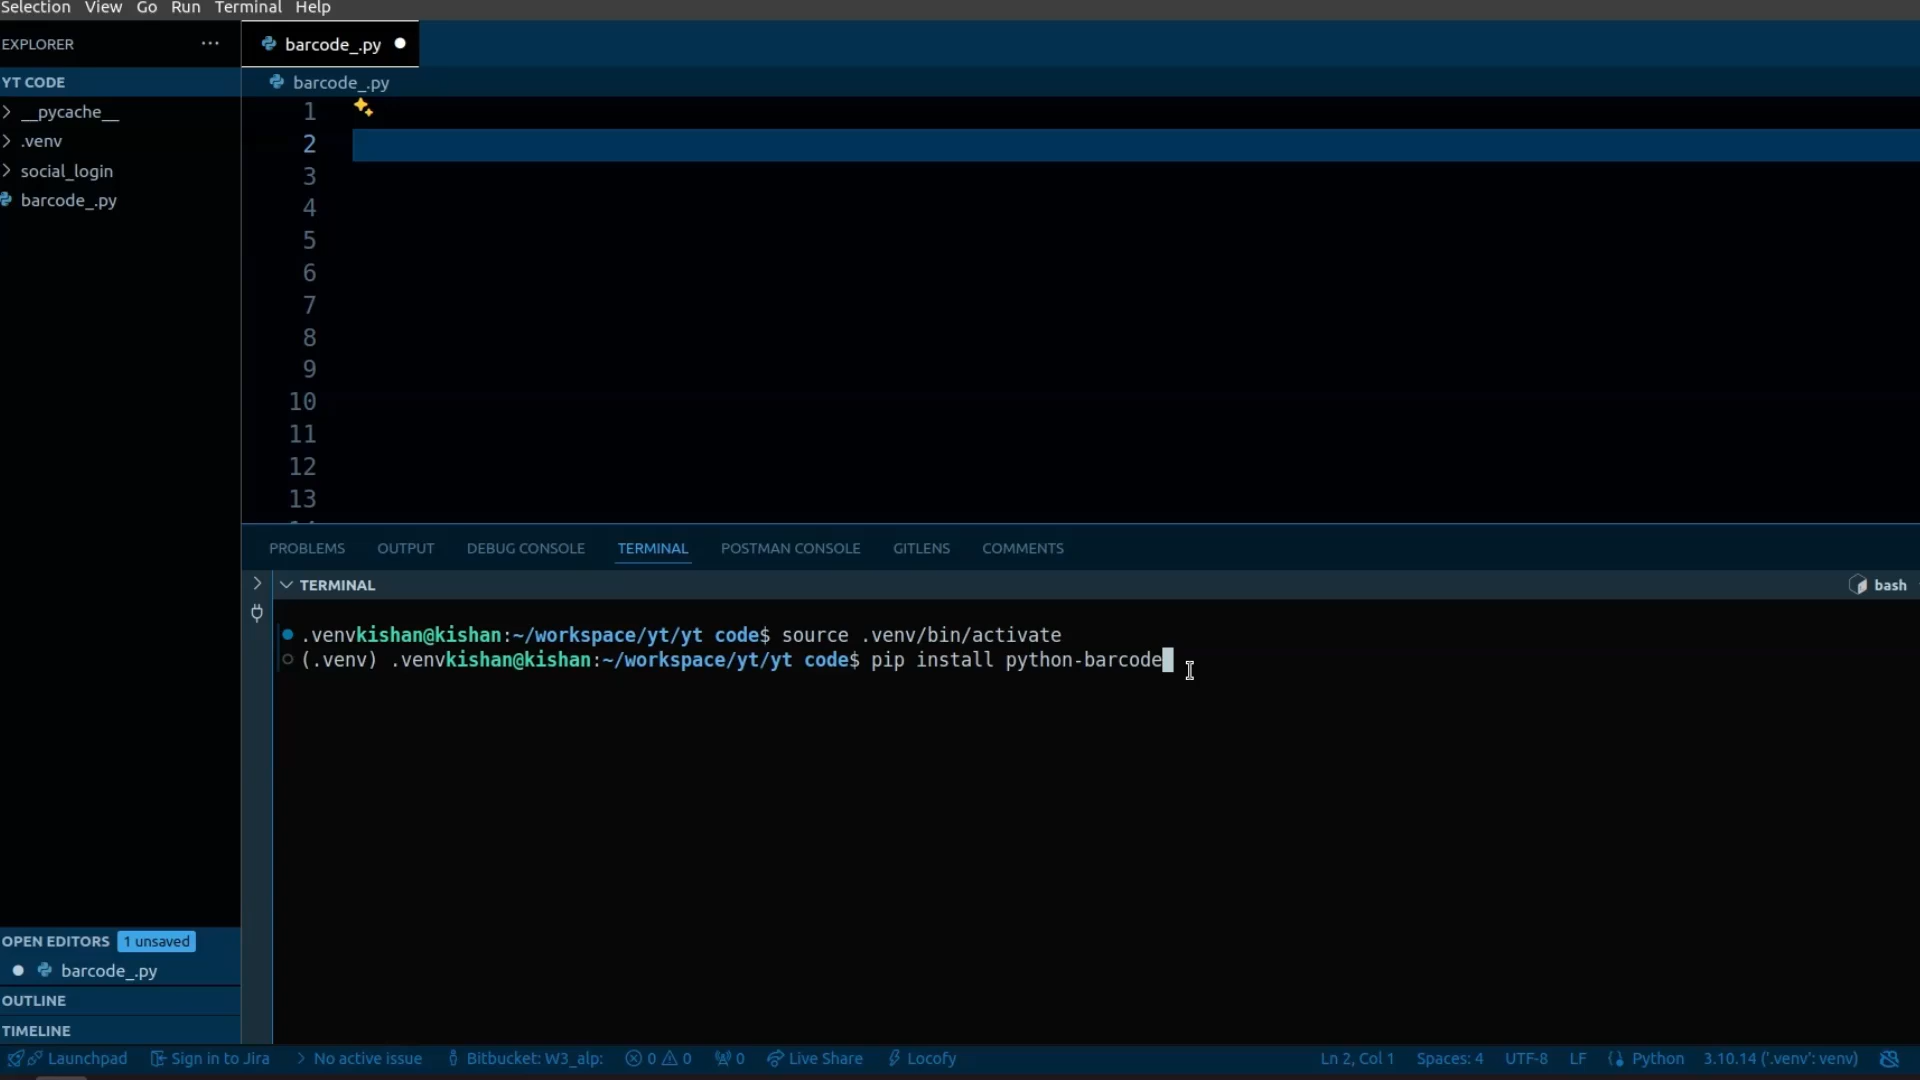 Selection View Go Run Terminal Help
EXPLORER ...
barcode_.py
YT CODE
barcode_.py
__pycache__
.venv
social_login
barcode_.py
1
2
3
4
5
6
7
8
9
10
11
12
13
PROBLEMS OUTPUT DEBUG CONSOLE TERMINAL POSTMAN CONSOLE GITLENS COMMENTS
TERMINAL
bash
.venvkishan@kishan:~/workspace/yt/yt code$ source .venv/bin/activate
(.venv) .venvkishan@kishan:~/workspace/yt/yt code$ pip install python-barcode
OPEN EDITORS 1 unsaved
barcode_.py
OUTLINE
TIMELINE
Launchpad Sign in to Jira No active issue Bitbucket: W3_alp: 0 0 0 Live Share Locofy Ln 2, Col 1 Spaces: 4 UTF-8 LF Python 3.10.14 ('.venv': venv)